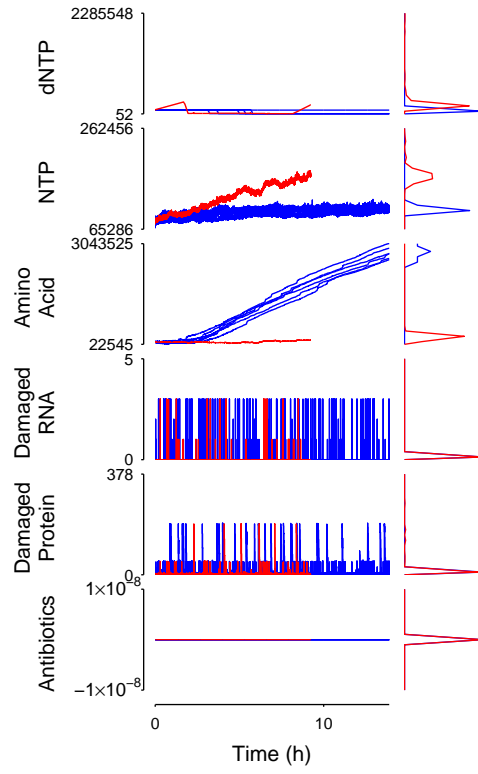 2285548
dNTP
52
262456
NTP
65286
3043525
Amino
Acid
22545
5
Damaged
RNA
0
378
Damaged
Protein
0
1×10⁻⁸
Antibiotics
−1×10⁻⁸
0 10
Time (h)